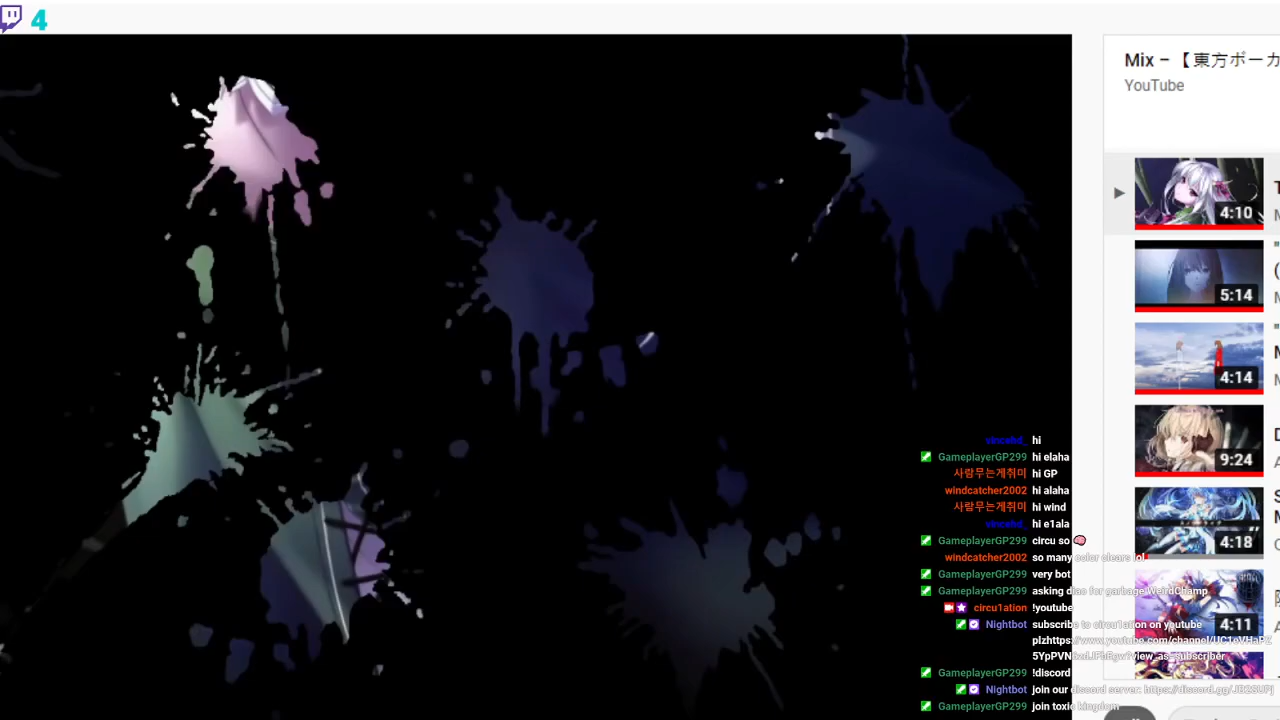 4
Mix - 【東方ボーカ
YouTube
4:10
5:14
4:14
9:24
4:18
4:11
hi
GameplayerGP299 hi elaha
사람무는게취미 hi GP
windcatcher2002 hi alaha
사람무는게취미 hi wind
hi e1ala
GameplayerGP299 circu so
windcatcher2002 so many color clears lol
GameplayerGP299 very bot
GameplayerGP299 asking diao for garbage WeirdChamp
circu1ation !youtube
Nightbot subscribe to circu1ation on youtube
GameplayerGP299 !discord
Nightbot join our discord server:
GameplayerGP299 join toxic kingdom